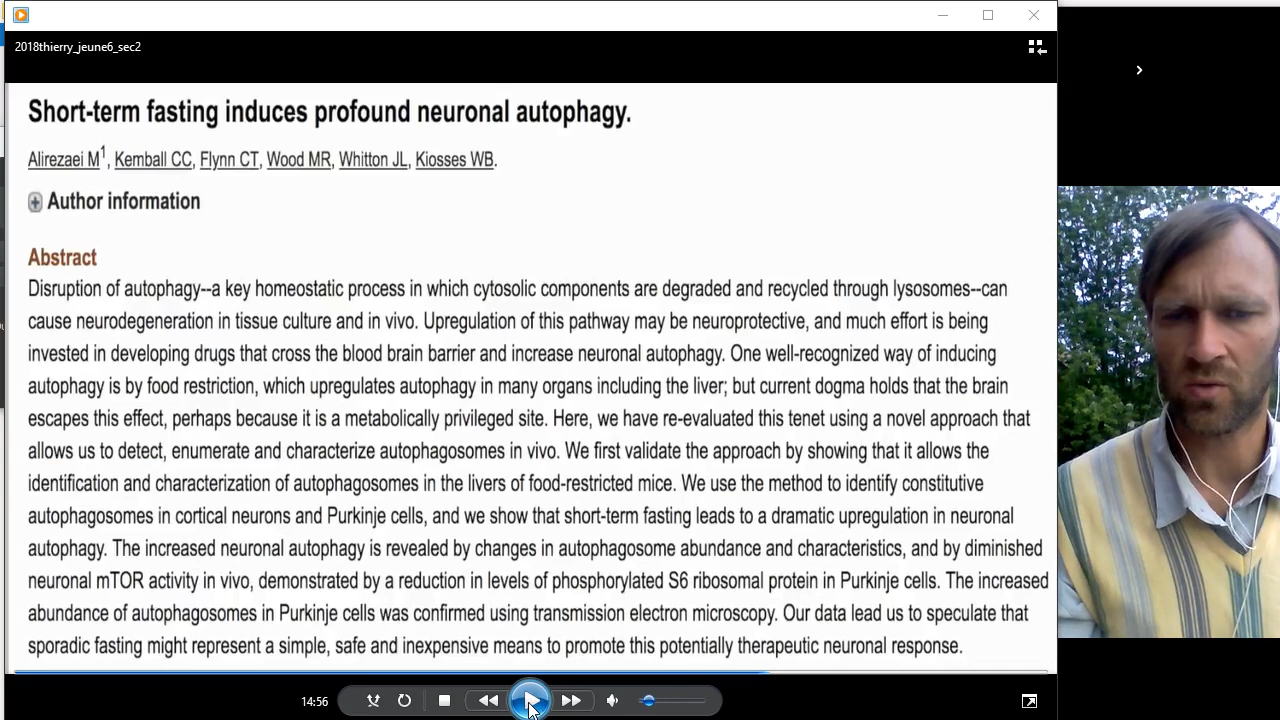 2018thierry_jeune6_sec2
Short-term fasting induces profound neuronal autophagy.
Alirezaei M1, Kemball CC, Flynn CT, Wood MR, Whitton JL, Kiosses WB.
Author information
Abstract
Disruption of autophagy--a key homeostatic process in which cytosolic components are degraded and recycled through lysosomes--can
cause neurodegeneration in tissue culture and in vivo. Upregulation of this pathway may be neuroprotective, and much effort is being
invested in developing drugs that cross the blood brain barrier and increase neuronal autophagy. One well-recognized way of inducing
autophagy is by food restriction, which upregulates autophagy in many organs including the liver; but current dogma holds that the brain
escapes this effect, perhaps because it is a metabolically privileged site. Here, we have re-evaluated this tenet using a novel approach that
allows us to detect, enumerate and characterize autophagosomes in vivo. We first validate the approach by showing that it allows the
identification and characterization of autophagosomes in the livers of food-restricted mice. We use the method to identify constitutive
autophagosomes in cortical neurons and Purkinje cells, and we show that short-term fasting leads to a dramatic upregulation in neuronal
autophagy. The increased neuronal autophagy is revealed by changes in autophagosome abundance and characteristics, and by diminished
neuronal mTOR activity in vivo, demonstrated by a reduction in levels of phosphorylated S6 ribosomal protein in Purkinje cells. The increased
abundance of autophagosomes in Purkinje cells was confirmed using transmission electron microscopy. Our data lead us to speculate that
sporadic fasting might represent a simple, safe and inexpensive means to promote this potentially therapeutic neuronal response.
14:56